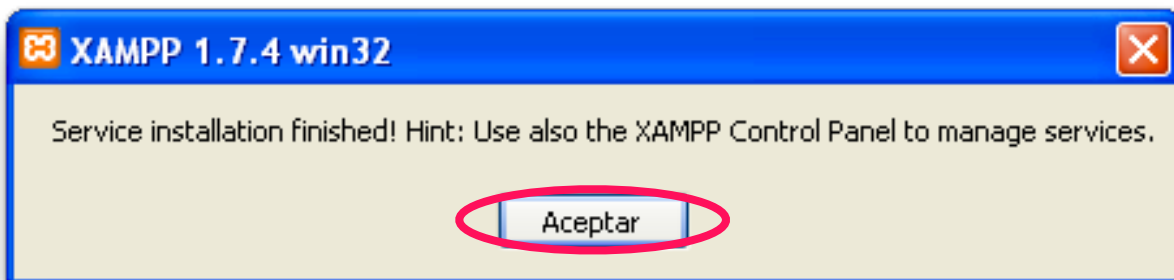 XAMPP 1.7.4 win32
Service installation finished! Hint: Use also the XAMPP Control Panel to manage services.
Aceptar